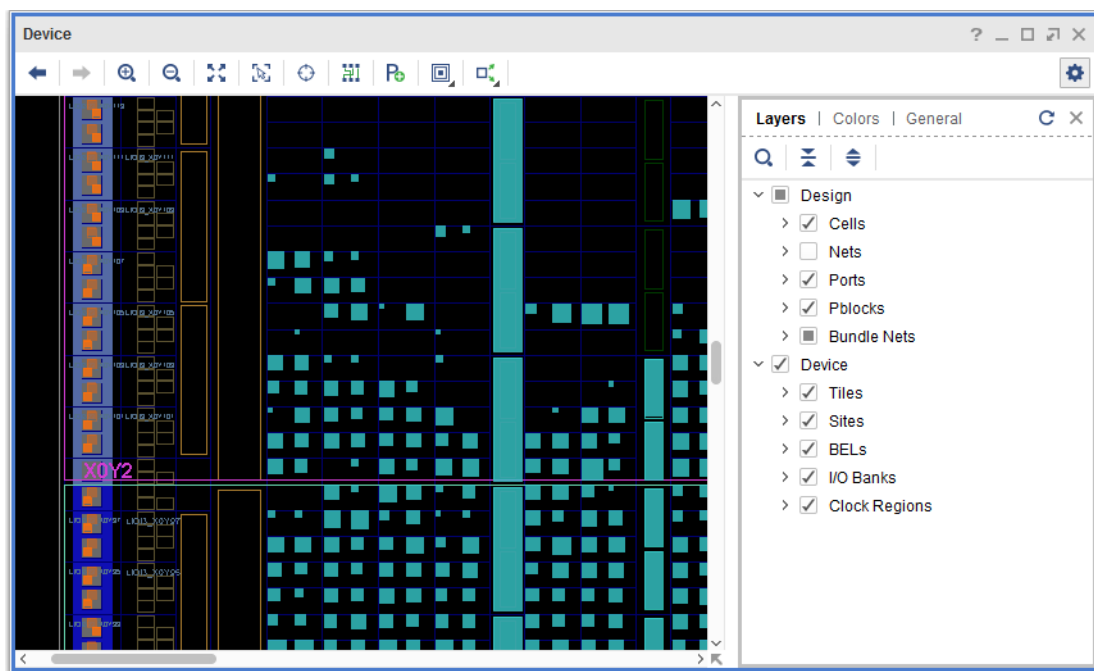 Device
Layers | Colors | General
Design
Cells
Nets
Ports
Pblocks
Bundle Nets
Device
Tiles
Sites
BELs
I/O Banks
Clock Regions
X0Y2